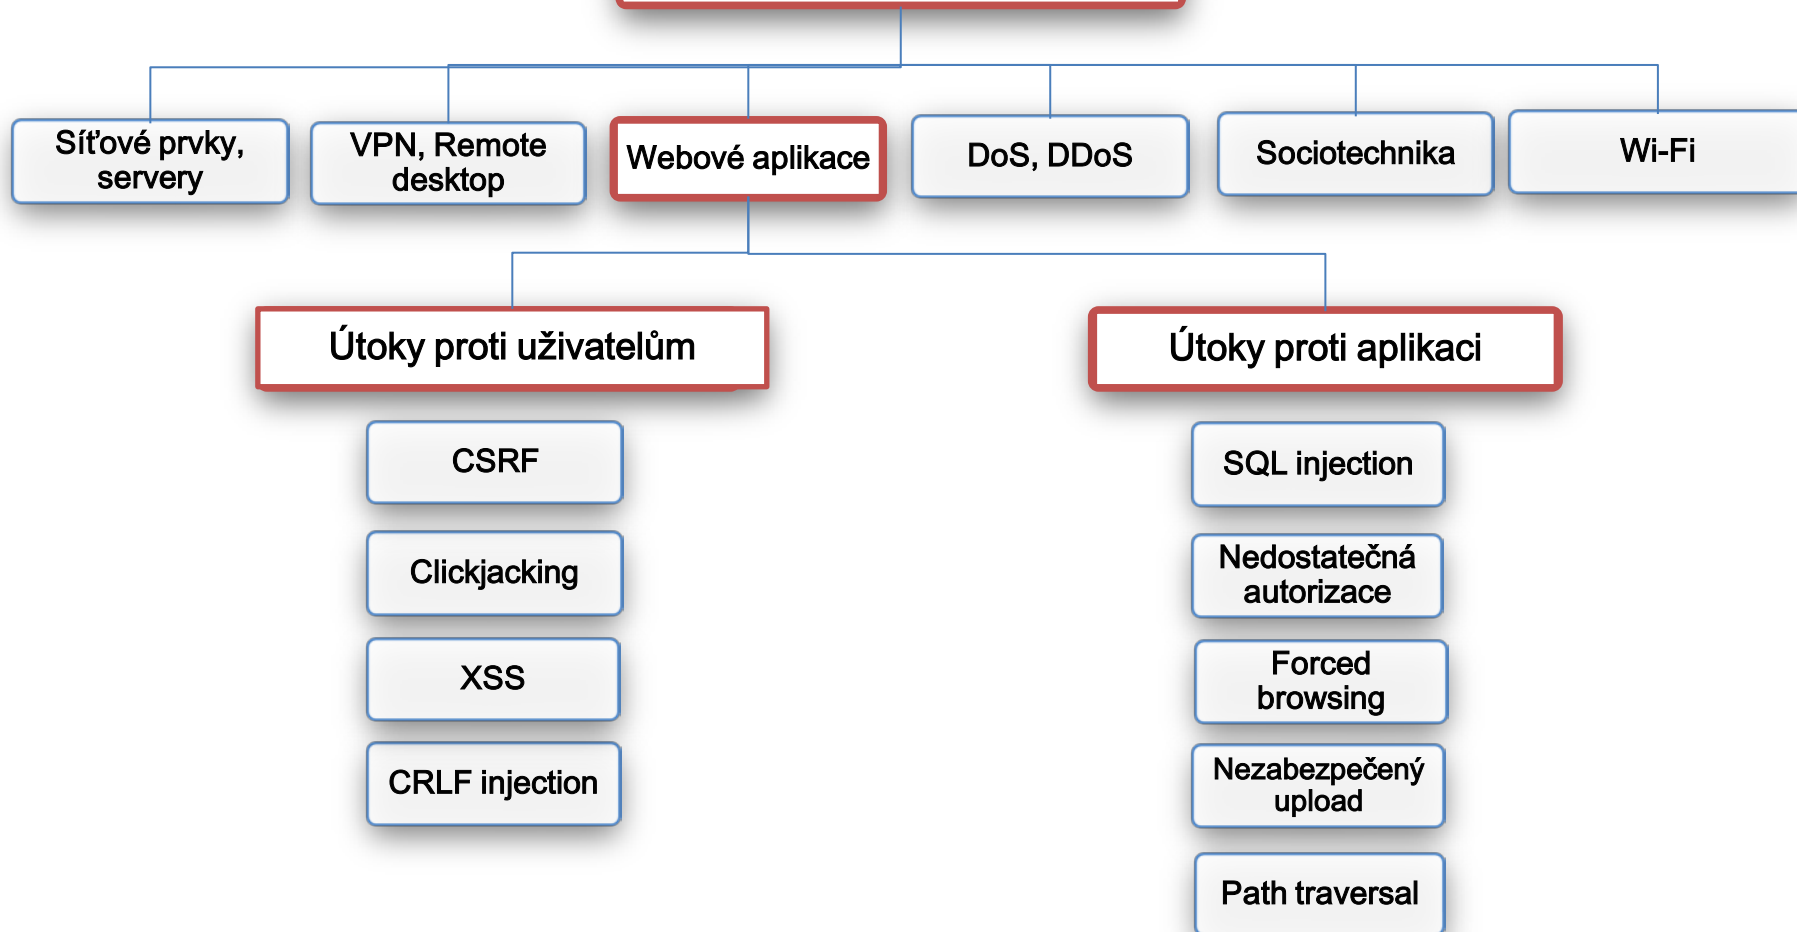 Síťové prvky,
servery
VPN, Remote
desktop
Webové aplikace
DoS, DDoS
Sociotechnika
Wi-Fi
Útoky proti uživatelům
Útoky proti aplikaci
CSRF
Clickjacking
XSS
CRLF injection
SQL injection
Nedostatečná
autorizace
Forced
browsing
Nezabezpečený
upload
Path traversal